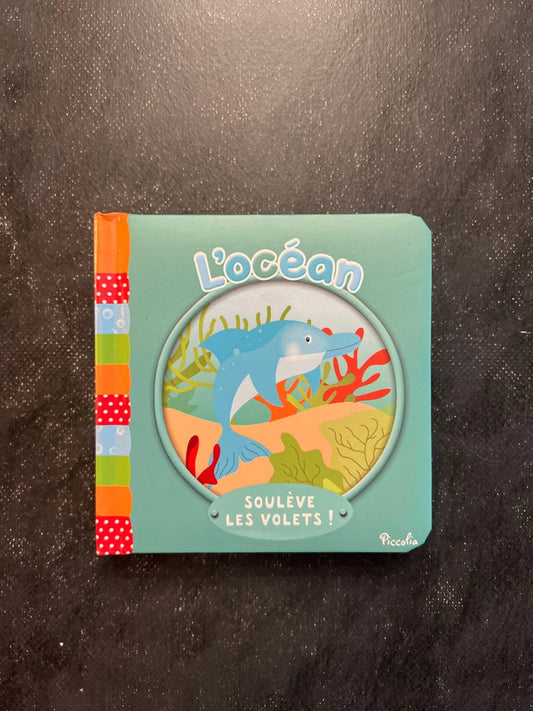 L'océan
SOULÈVE
LES VOLETS !
Piccolia